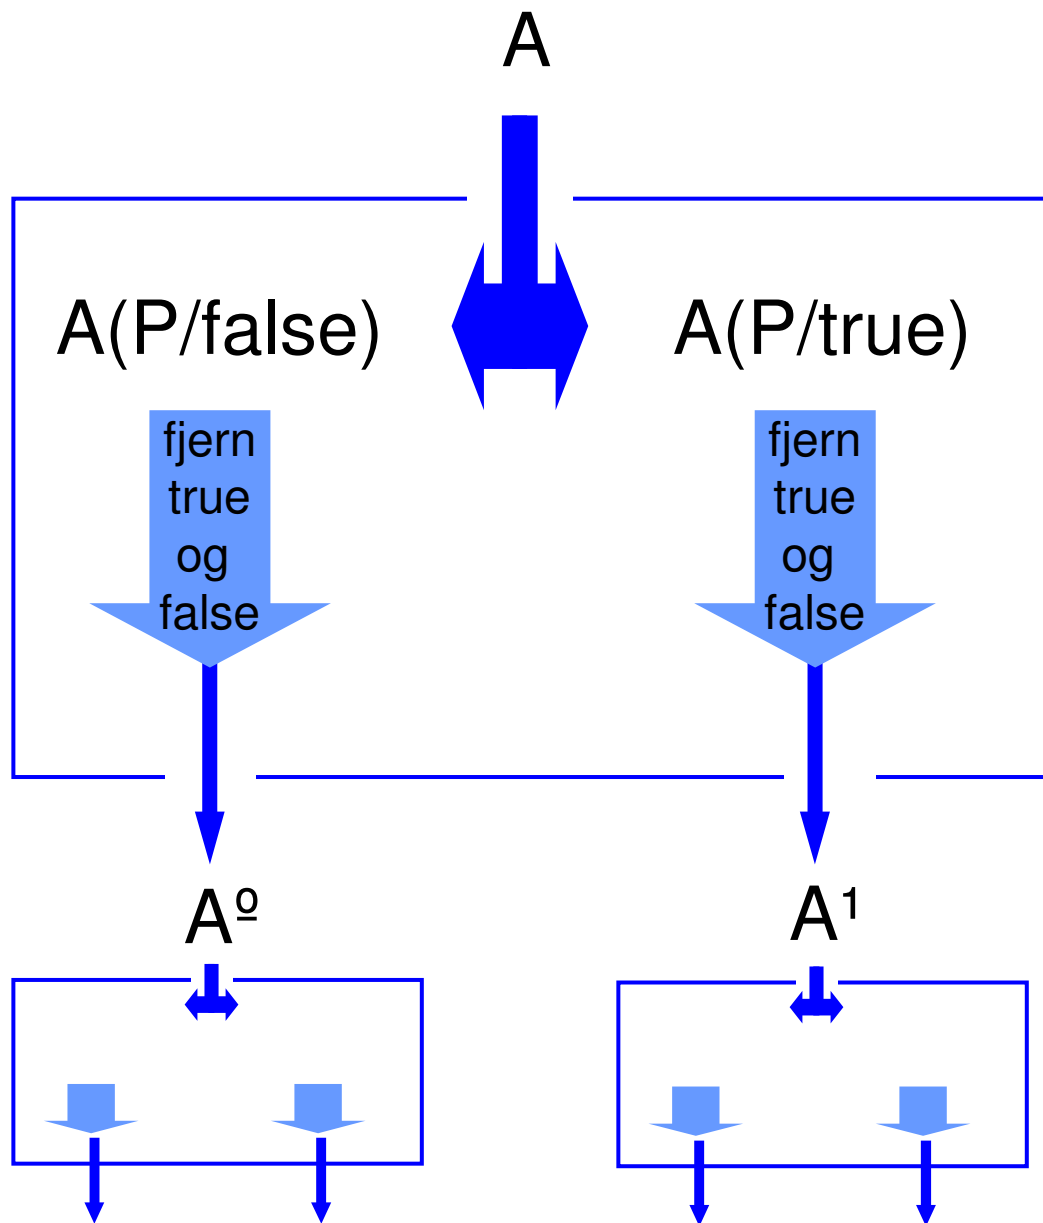 A
A(P/false)
A(P/true)
fjern
true
og
false
fjern
true
og
false
Aº
A¹